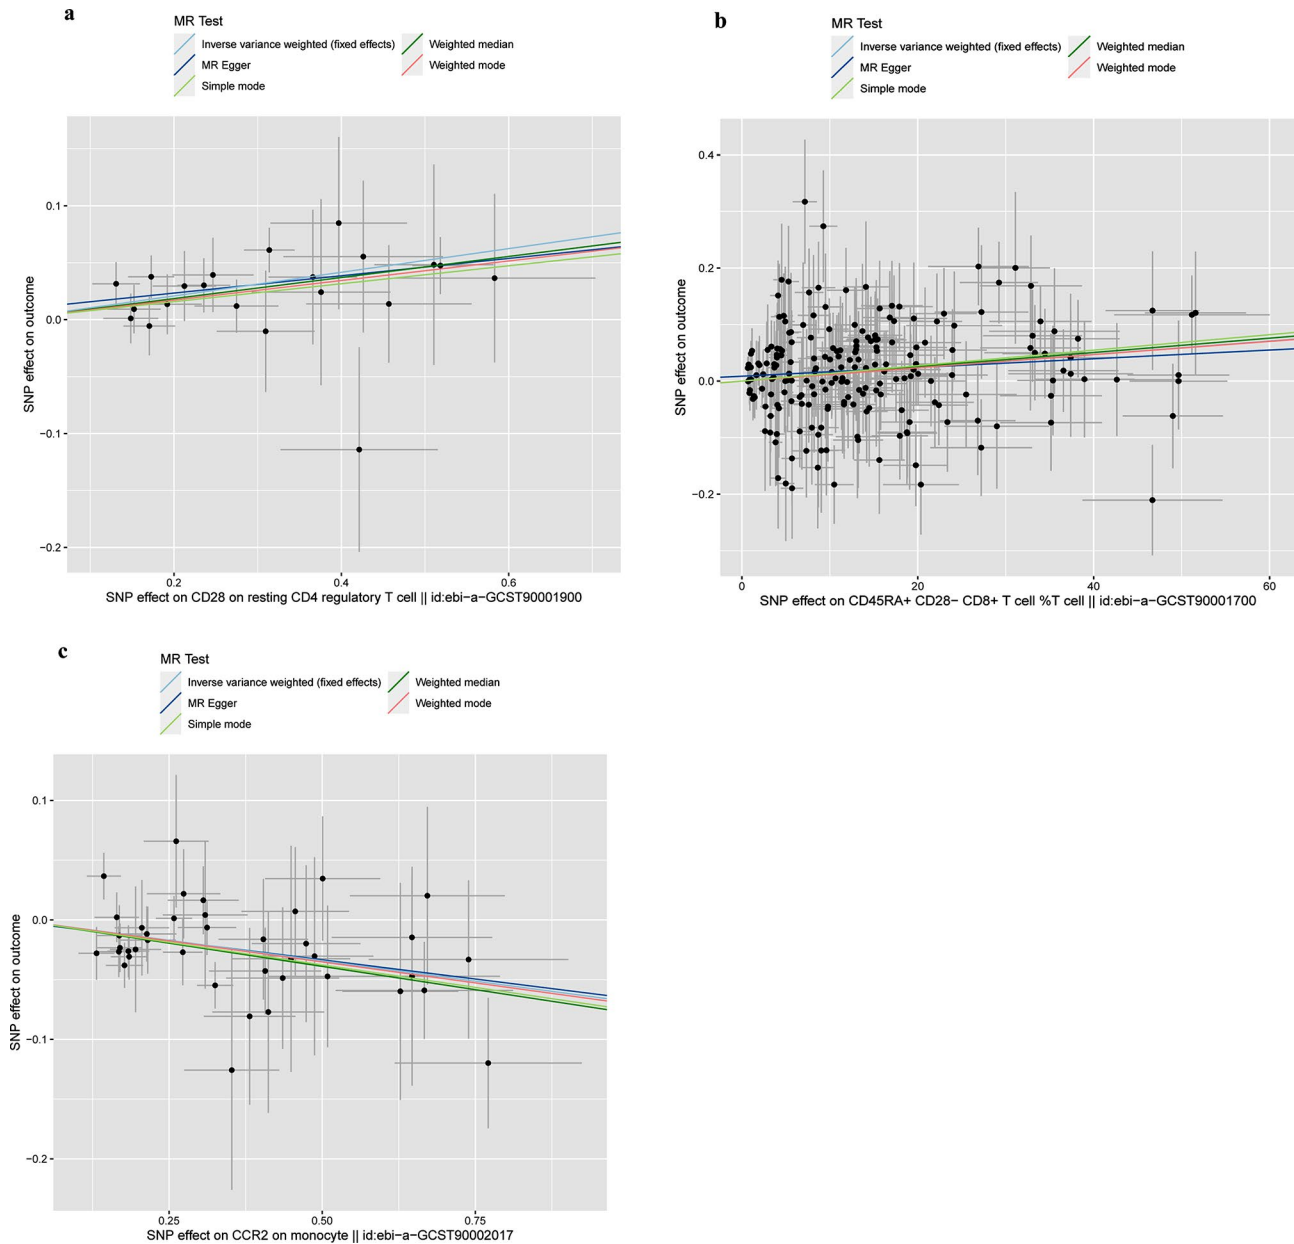 a
MR Test
Inverse variance weighted (fixed effects)
Weighted median
MR Egger
Weighted mode
Simple mode
0.1
0.0
−0.1
−0.2
SNP effect on outcome
0.2
0.4
0.6
SNP effect on CD28 on resting CD4 regulatory T cell || id:ebi−a−GCST90001900
b
MR Test
Inverse variance weighted (fixed effects)
Weighted median
MR Egger
Weighted mode
Simple mode
0.4
0.2
0.0
−0.2
SNP effect on outcome
0
20
40
60
SNP effect on CD45RA+ CD28− CD8+ T cell %T cell || id:ebi−a−GCST90001700
c
MR Test
Inverse variance weighted (fixed effects)
Weighted median
MR Egger
Weighted mode
Simple mode
0.1
0.0
−0.1
−0.2
SNP effect on outcome
0.25
0.50
0.75
SNP effect on CCR2 on monocyte || id:ebi−a−GCST90002017